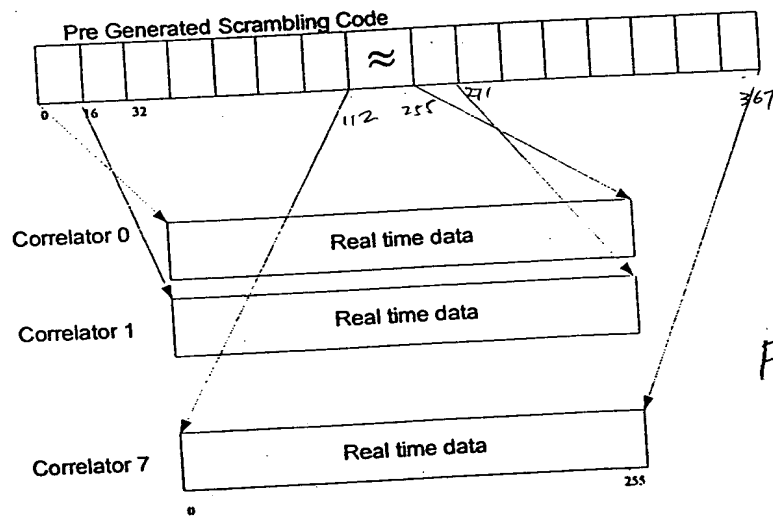 Pre Generated Scrambling Code
≈
0 16 32 112 255 271 367
Correlator 0
Real time data
Correlator 1
Real time data
Correlator 7
Real time data
0 255